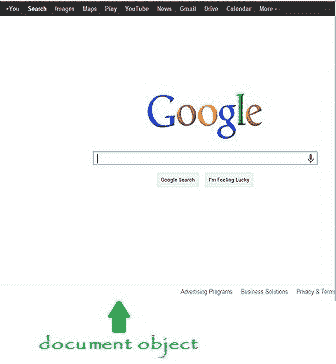 +You Search Images Maps Play YouTube News Gmail Drive Calendar More
Google
Google Search I'm Feeling Lucky
Advertising Programs Business Solutions Privacy & Term
document object